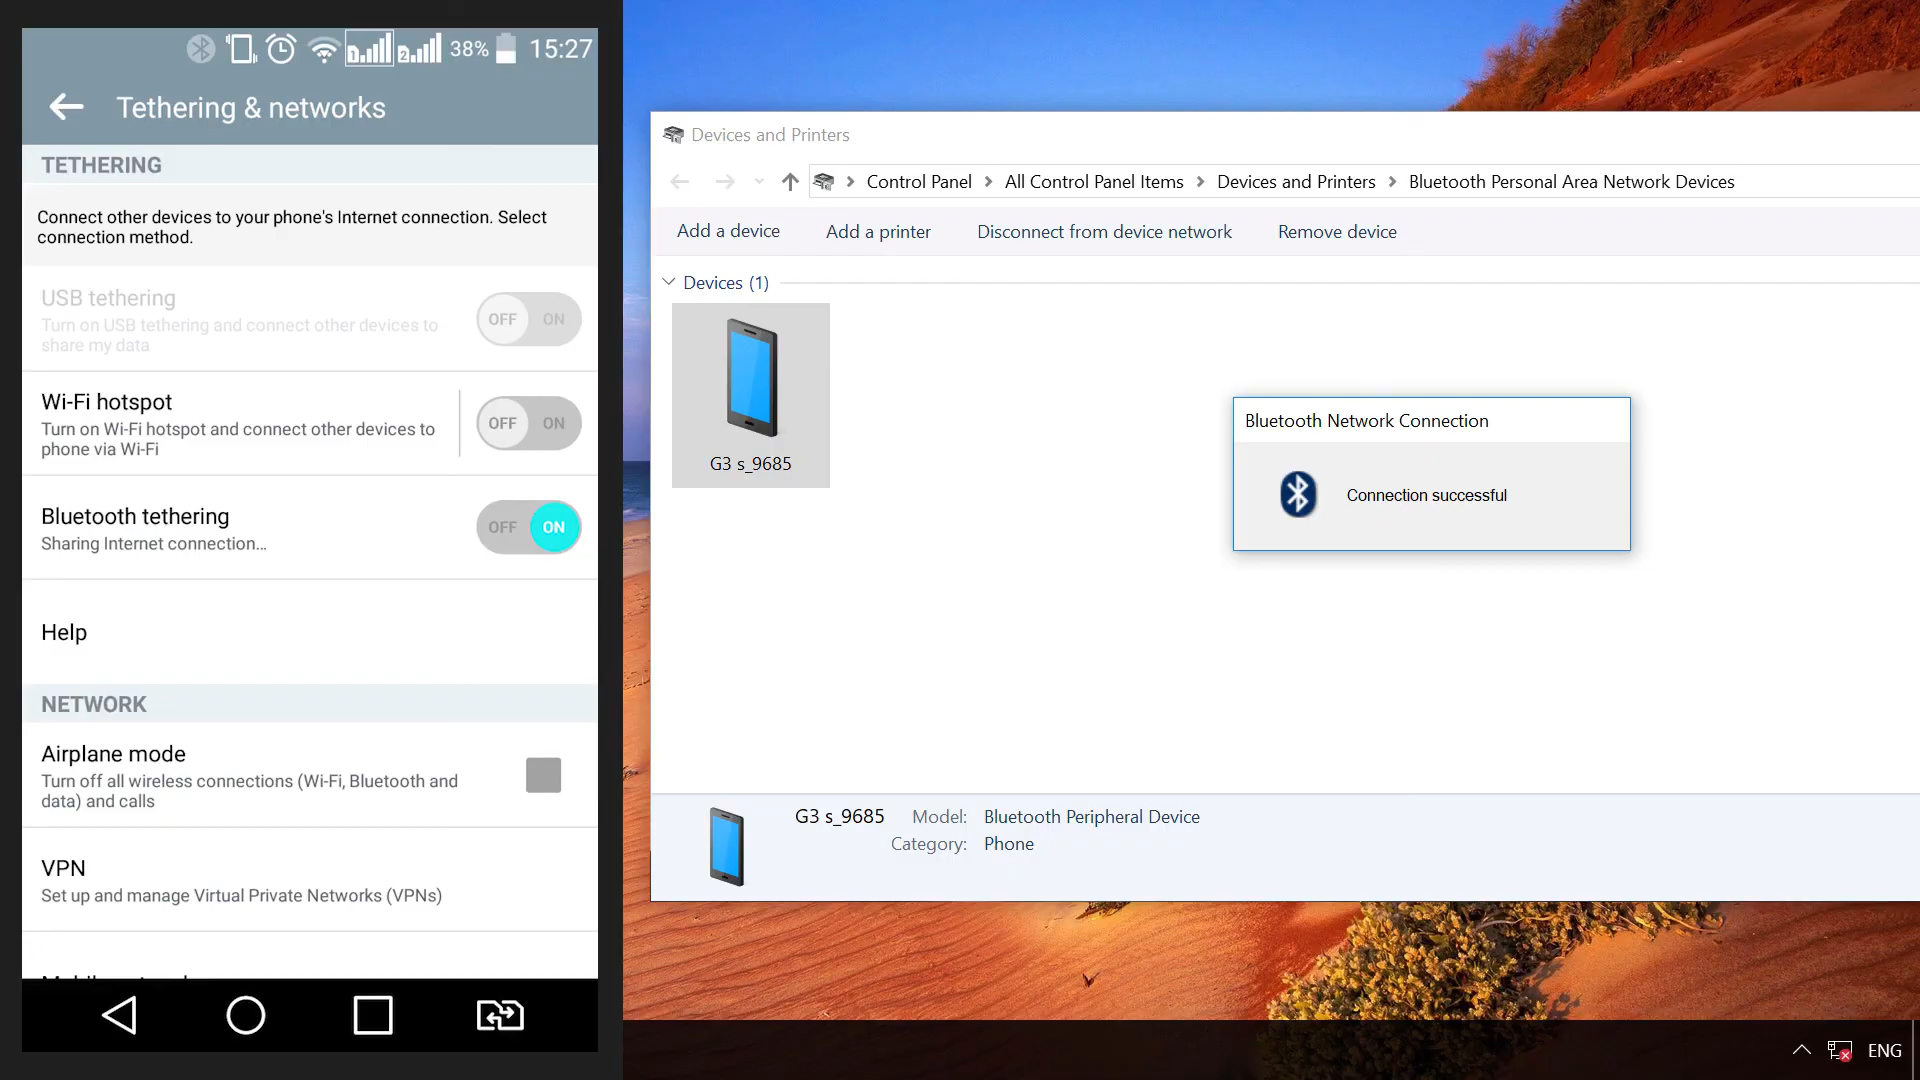 38% 15:27
Tethering & networks
TETHERING
Connect other devices to your phone's Internet connection. Select
connection method.
USB tethering
Turn on USB tethering and connect other devices to
share my data
OFF ON
Wi-Fi hotspot
Turn on Wi-Fi hotspot and connect other devices to
phone via Wi-Fi
OFF ON
Bluetooth tethering
Sharing Internet connection...
OFF ON
Help
NETWORK
Airplane mode
Turn off all wireless connections (Wi-Fi, Bluetooth and
data) and calls
VPN
Set up and manage Virtual Private Networks (VPNs)
Devices and Printers
Control Panel > All Control Panel Items > Devices and Printers > Bluetooth Personal Area Network Devices
Add a device Add a printer Disconnect from device network Remove device
Devices (1)
G3 s_9685
Bluetooth Network Connection
Connection successful
G3 s_9685 Model: Bluetooth Peripheral Device
Category: Phone
ENG